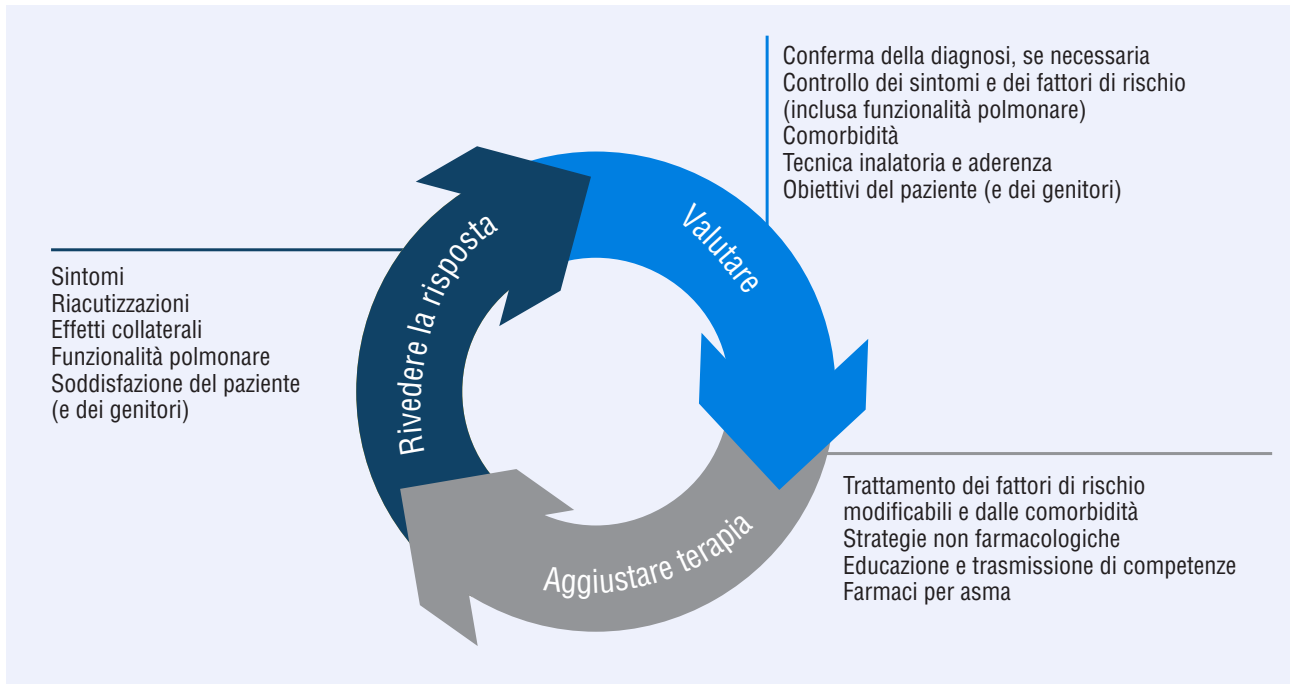 Conferma della diagnosi, se necessaria
Controllo dei sintomi e dei fattori di rischio
(inclusa funzionalità polmonare)
Comorbidità
Tecnica inalatoria e aderenza
Obiettivi del paziente (e dei genitori)
Valutare
Rivedere la risposta
Sintomi
Riacutizzazioni
Effetti collaterali
Funzionalità polmonare
Soddisfazione del paziente
(e dei genitori)
Aggiustare terapia
Trattamento dei fattori di rischio
modificabili e dalle comorbidità
Strategie non farmacologiche
Educazione e trasmissione di competenze
Farmaci per asma